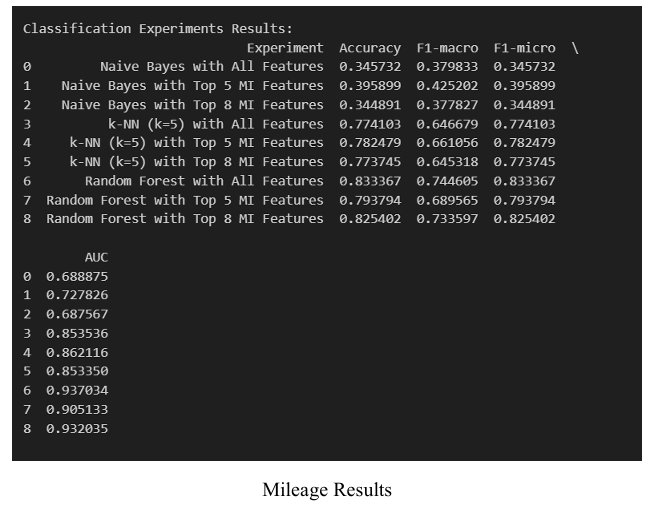 Classification Experiments Results:
Experiment Accuracy F1-macro F1-micro \
0 Naive Bayes with All Features 0.345732 0.379833 0.345732
1 Naive Bayes with Top 5 MI Features 0.395899 0.425202 0.395899
2 Naive Bayes with Top 8 MI Features 0.344891 0.377827 0.344891
3 k-NN (k=5) with All Features 0.774103 0.646679 0.774103
4 k-NN (k=5) with Top 5 MI Features 0.782479 0.661056 0.782479
5 k-NN (k=5) with Top 8 MI Features 0.773745 0.645318 0.773745
6 Random Forest with All Features 0.833367 0.744605 0.833367
7 Random Forest with Top 5 MI Features 0.793794 0.689565 0.793794
8 Random Forest with Top 8 MI Features 0.825402 0.733597 0.825402
AUC
0 0.688875
1 0.727826
2 0.687567
3 0.853536
4 0.862116
5 0.853350
6 0.937034
7 0.905133
8 0.932035
Mileage Results